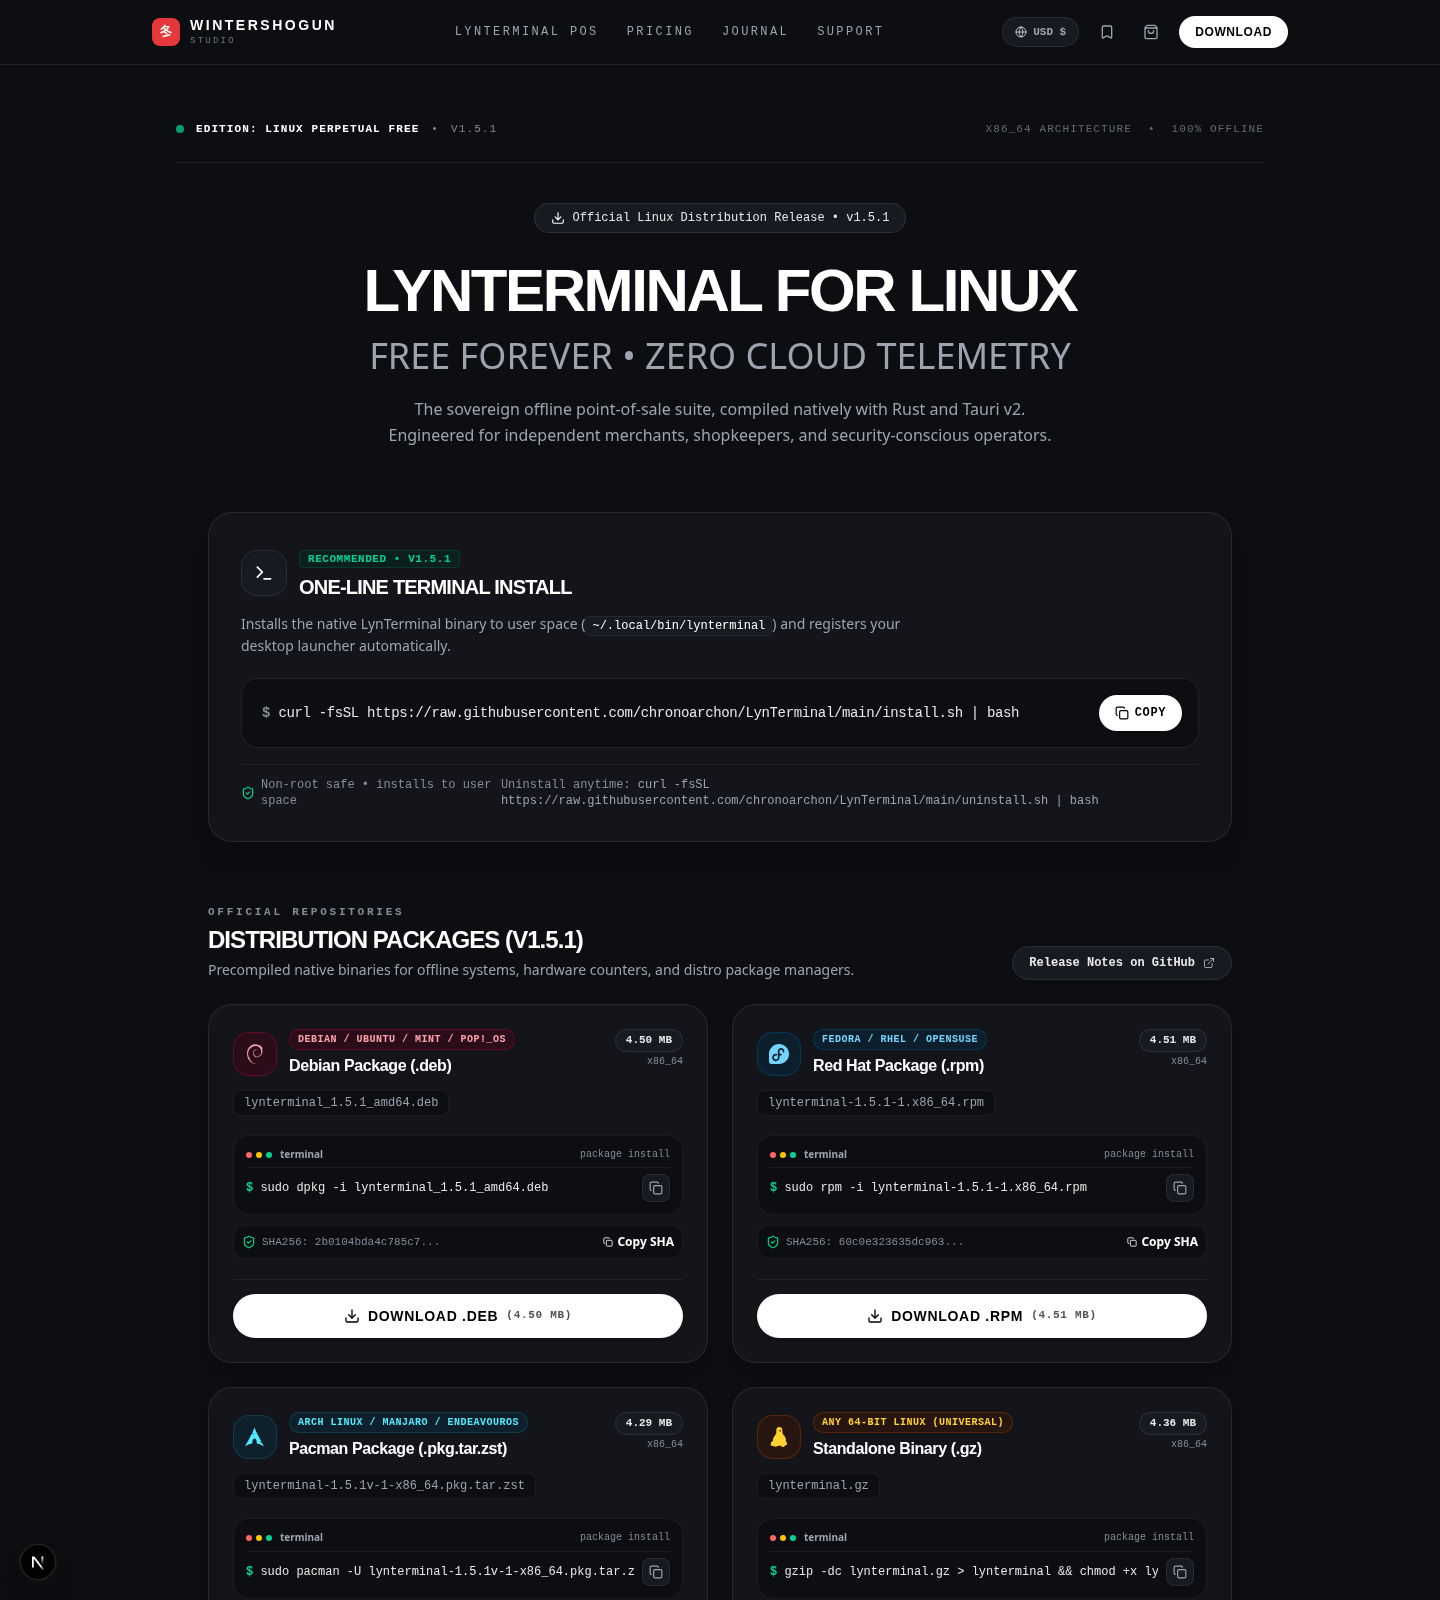 冬 WINTERSHOGUN
STUDIO
LYNTERMINAL POS PRICING JOURNAL SUPPORT
USD $
DOWNLOAD
EDITION: LINUX PERPETUAL FREE • V1.5.1
X86_64 ARCHITECTURE • 100% OFFLINE
Official Linux Distribution Release • v1.5.1
LYNTERMINAL FOR LINUX
FREE FOREVER • ZERO CLOUD TELEMETRY
The sovereign offline point-of-sale suite, compiled natively with Rust and Tauri v2.
Engineered for independent merchants, shopkeepers, and security-conscious operators.
RECOMMENDED • V1.5.1
ONE-LINE TERMINAL INSTALL
Installs the native LynTerminal binary to user space ( ~/.local/bin/lynterminal ) and registers your
desktop launcher automatically.
$ curl -fsSL https://raw.githubusercontent.com/chronoarchon/LynTerminal/main/install.sh | bash
COPY
Non-root safe • installs to user
space
Uninstall anytime: curl -fsSL
https://raw.githubusercontent.com/chronoarchon/LynTerminal/main/uninstall.sh | bash
OFFICIAL REPOSITORIES
DISTRIBUTION PACKAGES (V1.5.1)
Precompiled native binaries for offline systems, hardware counters, and distro package managers.
Release Notes on GitHub
DEBIAN / UBUNTU / MINT / POP!_OS
4.50 MB
Debian Package (.deb)
x86_64
lynterminal_1.5.1_amd64.deb
terminal
package install
$ sudo dpkg -i lynterminal_1.5.1_amd64.deb
SHA256: 2b0104bda4c785c7...
Copy SHA
DOWNLOAD .DEB (4.50 MB)
FEDORA / RHEL / OPENSUSE
4.51 MB
Red Hat Package (.rpm)
x86_64
lynterminal-1.5.1-1.x86_64.rpm
terminal
package install
$ sudo rpm -i lynterminal-1.5.1-1.x86_64.rpm
SHA256: 60c0e323635dc963...
Copy SHA
DOWNLOAD .RPM (4.51 MB)
ARCH LINUX / MANJARO / ENDEAVOUROS
4.29 MB
Pacman Package (.pkg.tar.zst)
x86_64
lynterminal-1.5.1v-1-x86_64.pkg.tar.zst
terminal
package install
$ sudo pacman -U lynterminal-1.5.1v-1-x86_64.pkg.tar.z
ANY 64-BIT LINUX (UNIVERSAL)
4.36 MB
Standalone Binary (.gz)
x86_64
lynterminal.gz
terminal
package install
$ gzip -dc lynterminal.gz > lynterminal && chmod +x ly
N